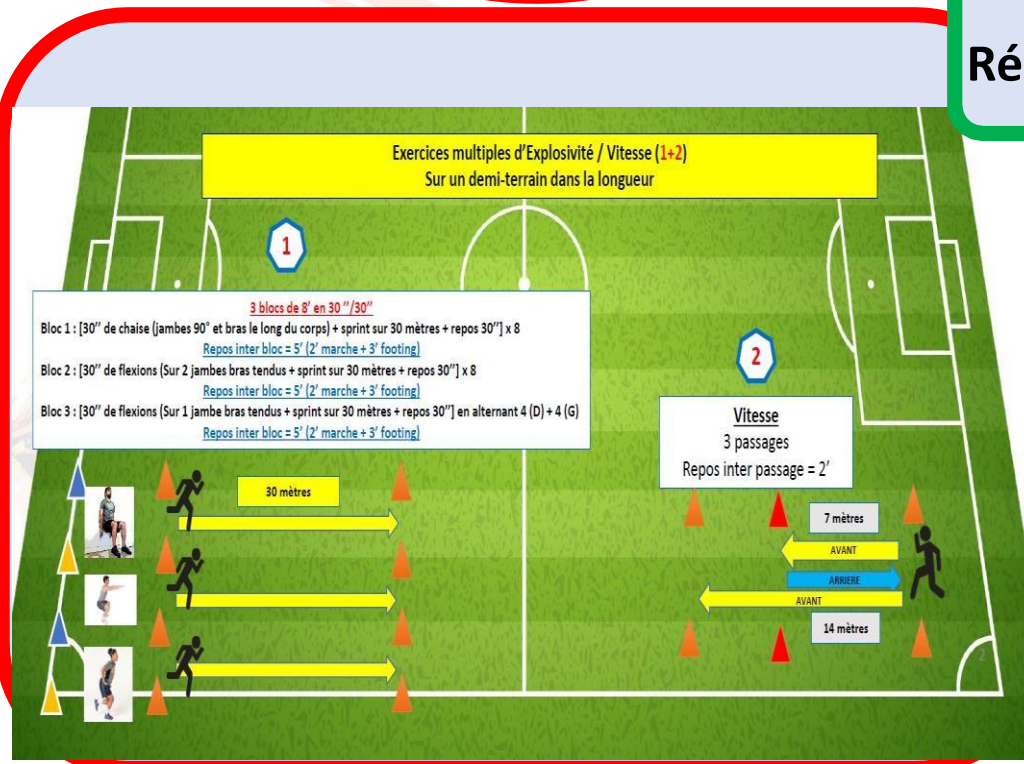 Ré
Exercices multiples d’Explosivité / Vitesse (1+2)
Sur un demi-terrain dans la longueur
1
3 blocs de 8’ en 30 ’’/30’’
Bloc 1 : [30’’ de chaise (jambes 90° et bras le long du corps) + sprint sur 30 mètres + repos 30’’] x 8
Repos inter bloc = 5’ (2’ marche + 3’ footing)
Bloc 2 : [30’’ de flexions (Sur 2 jambes bras tendus + sprint sur 30 mètres + repos 30’’] x 8
Repos inter bloc = 5’ (2’ marche + 3’ footing)
Bloc 3 : [30’’ de flexions (Sur 1 jambe bras tendus + sprint sur 30 mètres + repos 30’’] en alternant 4 (D) + 4 (G)
Repos inter bloc = 5’ (2’ marche + 3’ footing)
30 mètres
2
Vitesse
3 passages
Repos inter passage = 2’
7 mètres
AVANT
ARRIERE
AVANT
14 mètres
2